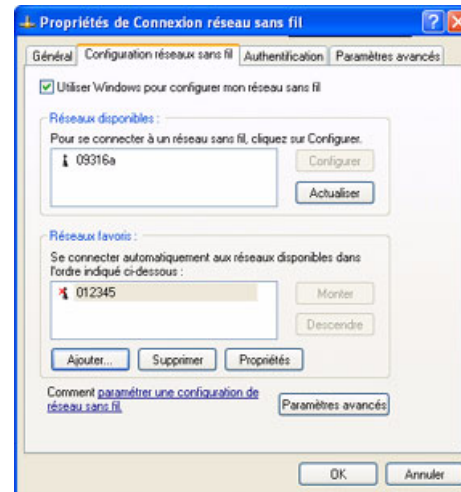 Propriétés de Connexion réseau sans fil
Général Configuration réseaux sans fil Authentification Paramètres avancés
Utiliser Windows pour configurer mon réseau sans fil
Réseaux disponibles :
Pour se connecter à un réseau sans fil, cliquez sur Configurer.
09316a
Configurer
Actualiser
Réseaux favoris :
Se connecter automatiquement aux réseaux disponibles dans
l'ordre indiqué ci-dessous :
012345
Monter
Descendre
Ajouter... Supprimer Propriétés
Comment paramétrer une configuration de
réseau sans fil.
Paramètres avancés
OK Annuler